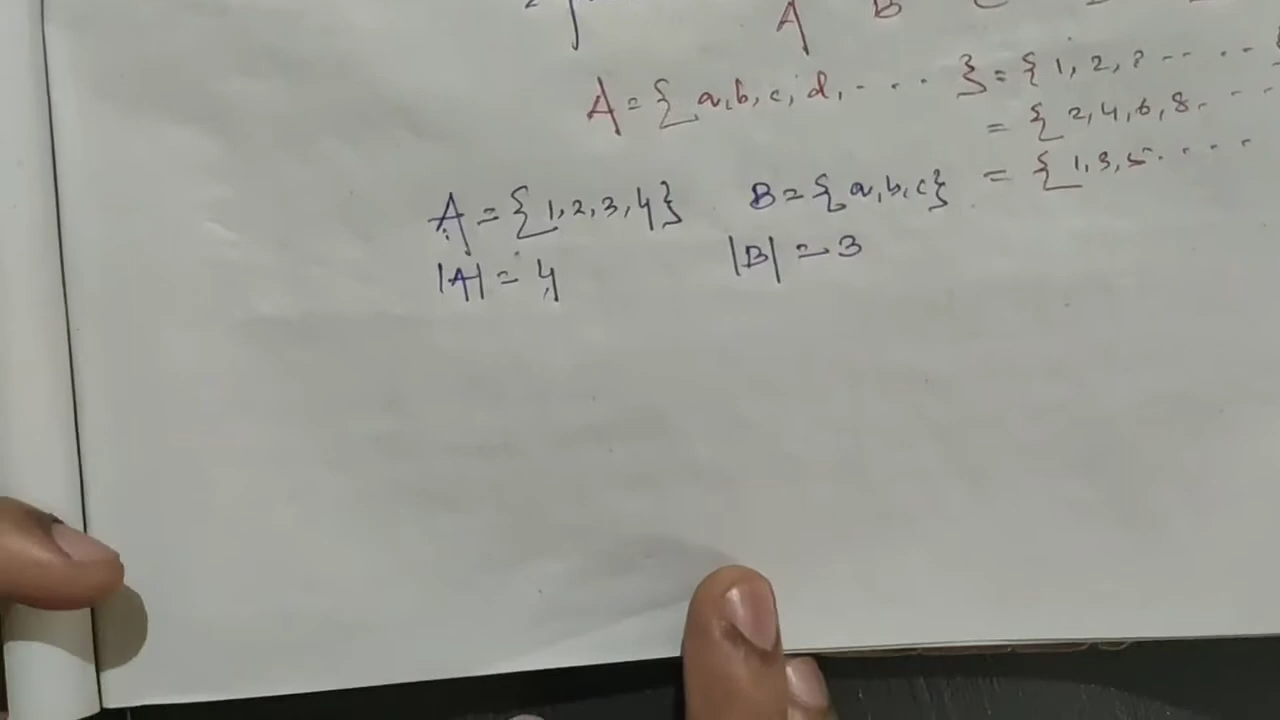 A B
A = { a, b, c, d, . . . . } = { 1, 2, 3 . . . . . }
= { 2, 4, 6, 8 . . . .
= { 1, 3, 5 . . . . .
A = { 1, 2, 3, 4 } B = { a, b, c }
|A| = 4 |B| = 3